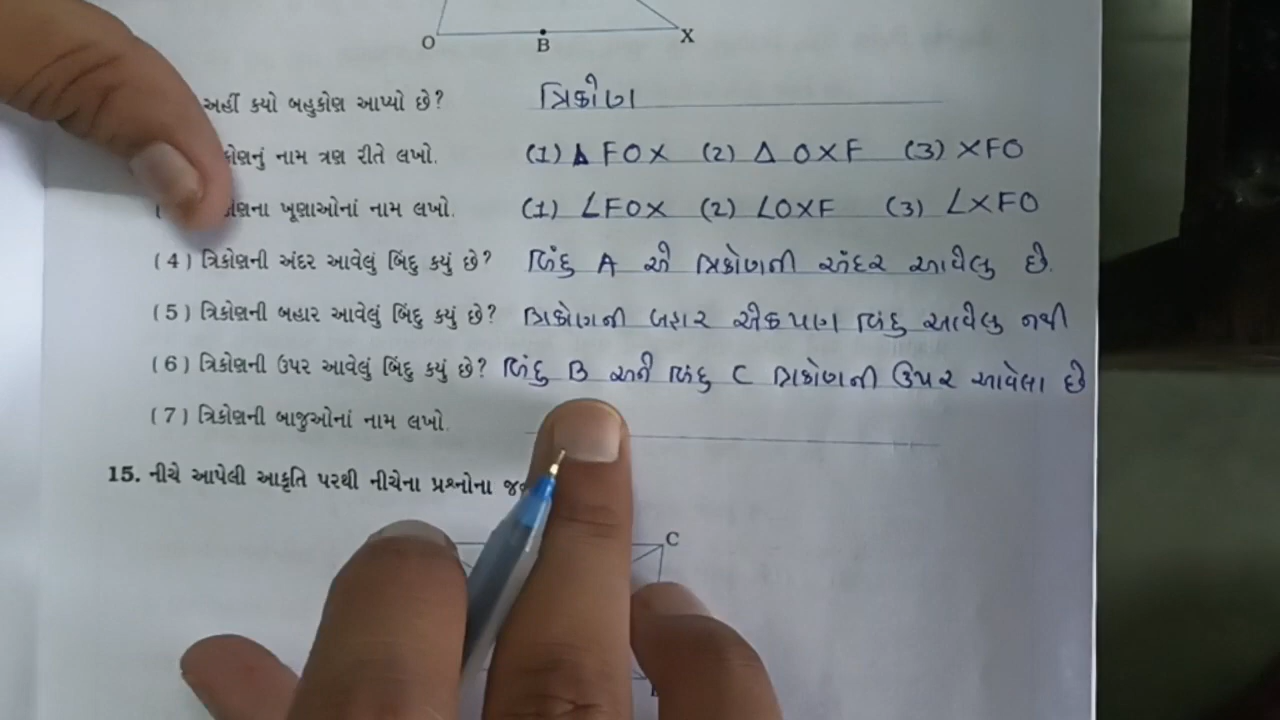 O B X
અહીં કયો બહુકોણ આપ્યો છે? ત્રિકોણ
નામ ત્રણ રીતે લખો. (1) Δ FOX (2) Δ OXF (3) XFO
ખૂણાઓનાં નામ લખો. (1) ∠FOX (2) ∠OXF (3) ∠XFO
(4) ત્રિકોણની અંદર આવેલું બિંદુ કયું છે? બિંદુ A એ ત્રિકોણની અંદર આવેલુ છે.
(5) ત્રિકોણની બહાર આવેલું બિંદુ કયું છે? ત્રિકોણની બહાર એકપણ બિંદુ આવેલુ નથી
(6) ત્રિકોણની ઉપર આવેલું બિંદુ કયું છે? બિંદુ B અને બિંદુ C ત્રિકોણની ઉપર આવેલા છે
(7) ત્રિકોણની બાજુઓનાં નામ લખો.
15. નીચે આપેલી આકૃતિ પરથી નીચેના પ્રશ્નોના
C